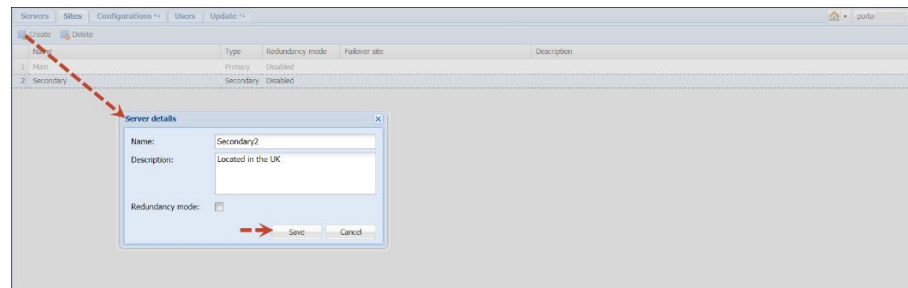 Servers Sites Configurations Users Update porta
Create Delete
Name Type Redundancy mode Failover site Description
1 Main Primary Disabled
2 Secondary Secondary Disabled
Server details
Name: Secondary2
Description: Located in the UK
Redundancy mode:
Save Cancel